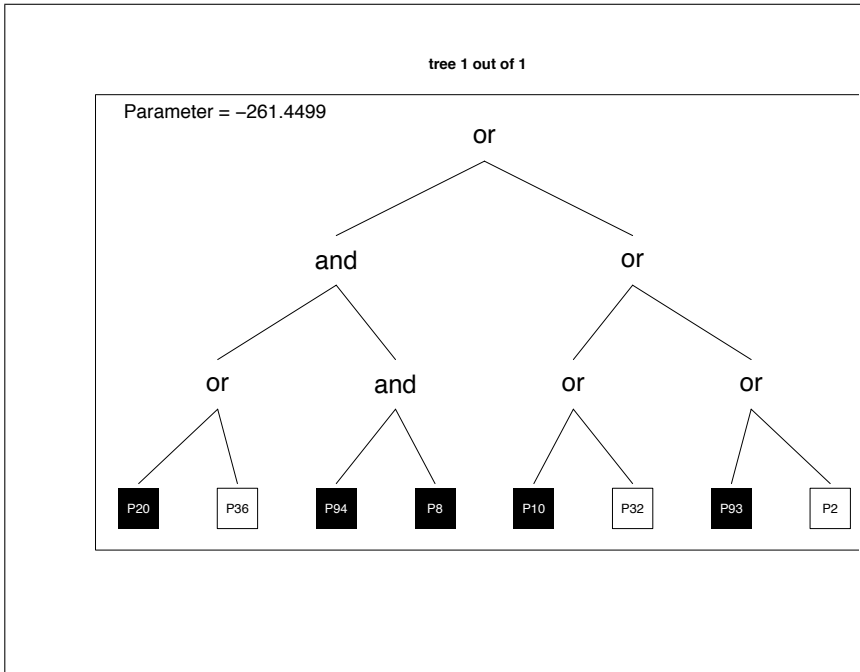 tree 1 out of 1
Parameter = −261.4499
or
and or
or and or or
P20 P36 P94 P8 P10 P32 P93 P2